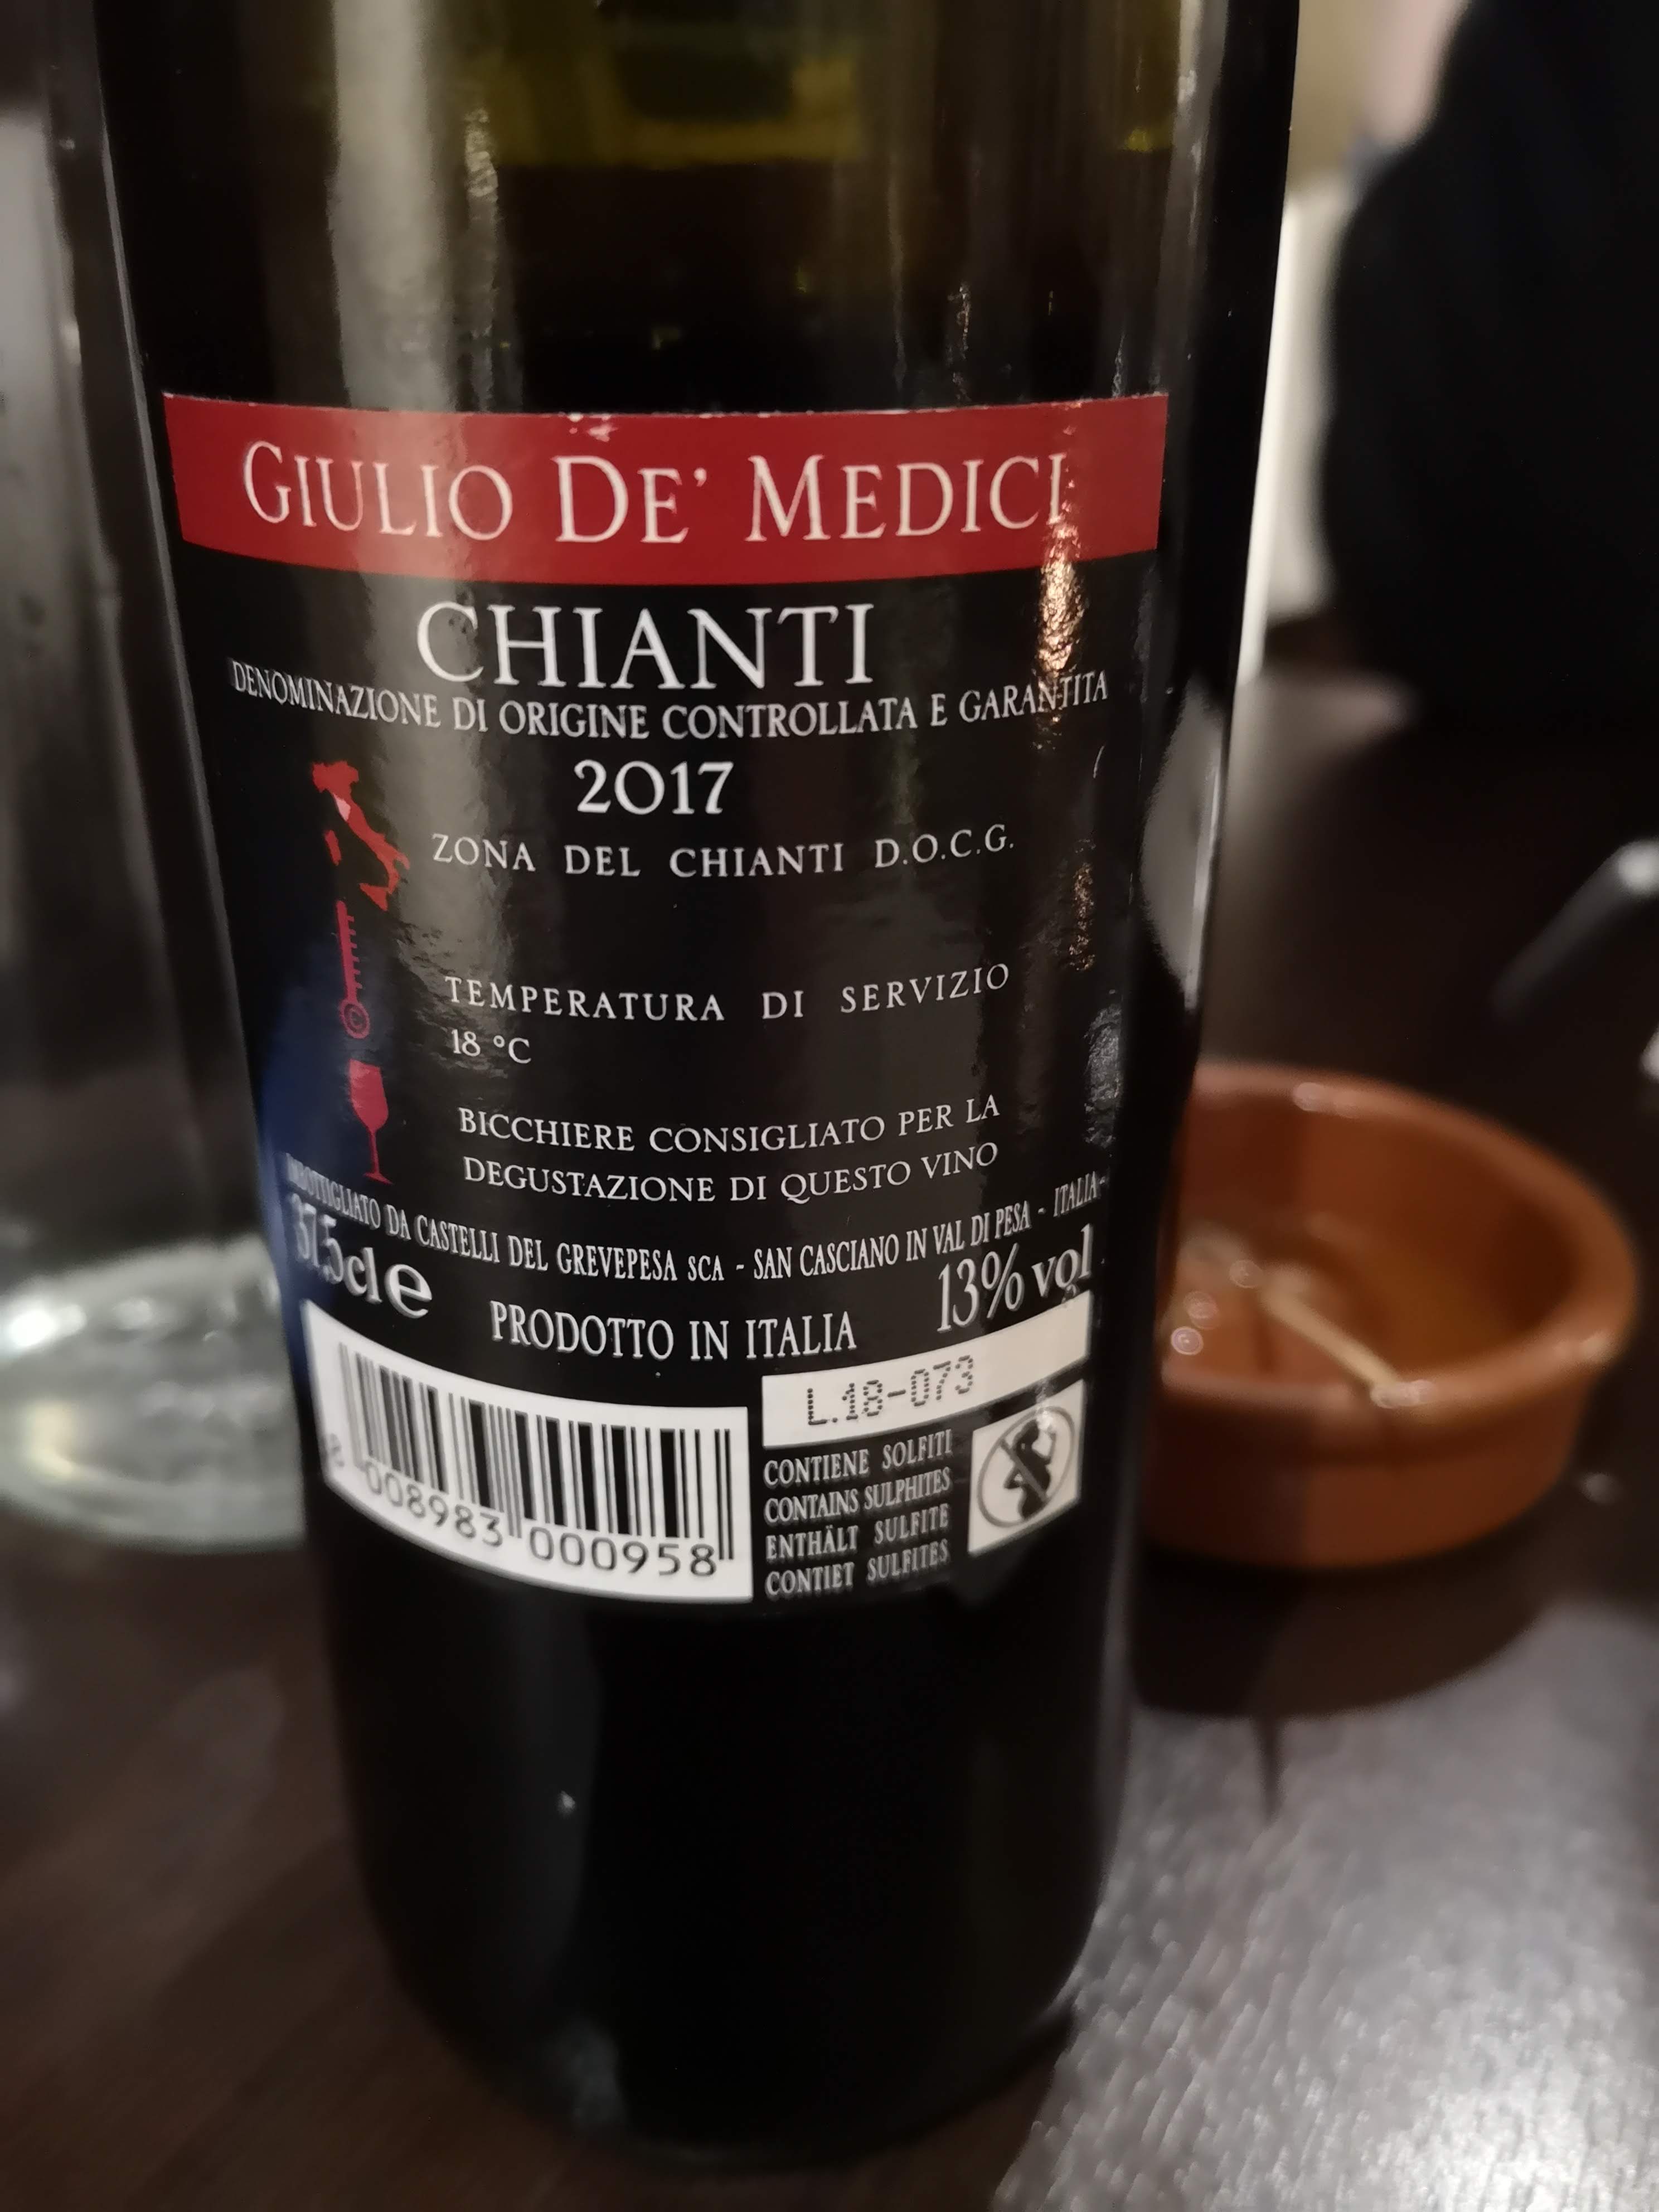 GIULIO DE' MEDICI
CHIANTI
DENOMINAZIONE DI ORIGINE CONTROLLATA E GARANTITA
2017
ZONA DEL CHIANTI D.O.C.G.
TEMPERATURA DI SERVIZIO
18 °C
BICCHIERE CONSIGLIATO PER LA
DEGUSTAZIONE DI QUESTO VINO
IMBOTTIGLIATO DA CASTELLI DEL GREVEPESA SCA - SAN CASCIANO IN VAL DI PESA - ITALIA-
37,5cl e
PRODOTTO IN ITALIA
13% vol
L.18-073
CONTIENE SOLFITI
CONTAINS SULPHITES
ENTHÄLT SULFITE
CONTIET SULFITES
8 008983 000958